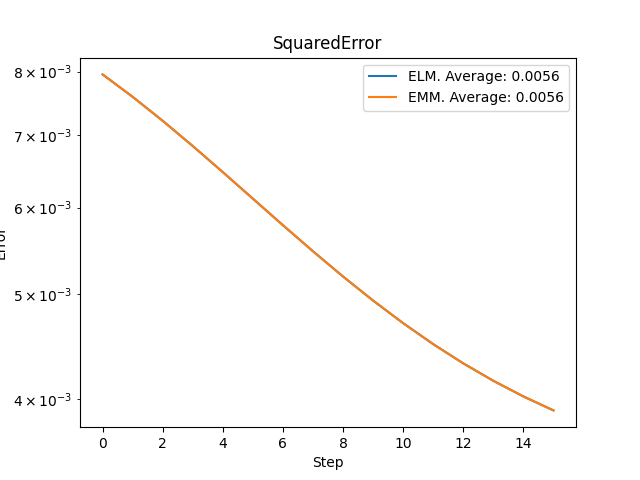 SquaredError
ELM. Average: 0.0056
EMM. Average: 0.0056
8 × 10⁻³
7 × 10⁻³
6 × 10⁻³
5 × 10⁻³
4 × 10⁻³
Error
0 2 4 6 8 10 12 14
Step